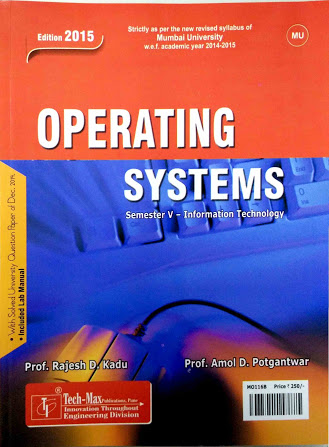 Edition 2015
Strictly as per the new revised syllabus of
Mumbai University
w.e.f. academic year 2014-2015
MU
OPERATING
SYSTEMS
Semester V – Information Technology
• With Solved University Question Paper of Dec. 2014
• Included Lab Manual
Prof. Rajesh D. Kadu
Prof. Amol D. Potgantwar
Tech-Max
Publications, Pune
Innovation Throughout
Engineering Division
MO116B Price ₹ 250/-